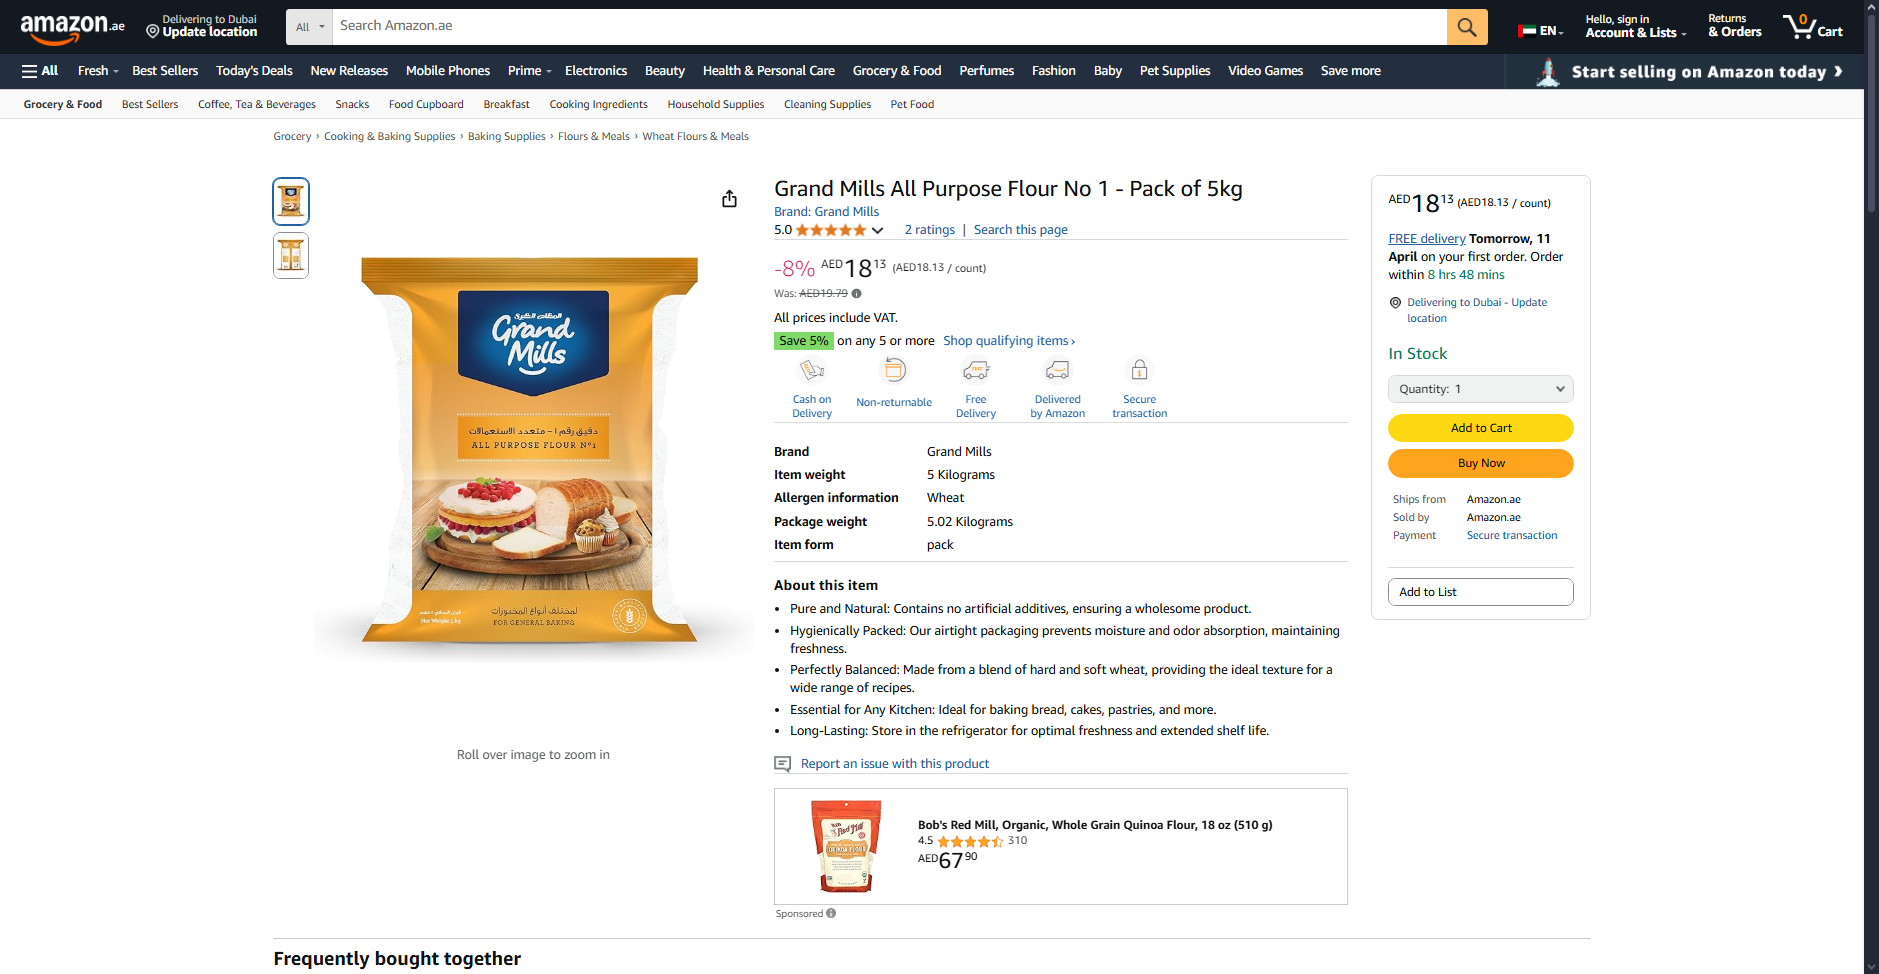 amazon.ae
Delivering to Dubai
Update location
All
Search Amazon.ae
EN
Hello, sign in
Account & Lists
Returns
& Orders
0
Cart
All
Fresh
Best Sellers
Today's Deals
New Releases
Mobile Phones
Prime
Electronics
Beauty
Health & Personal Care
Grocery & Food
Perfumes
Fashion
Baby
Pet Supplies
Video Games
Save more
Start selling on Amazon today ❯
Grocery & Food
Best Sellers
Coffee, Tea & Beverages
Snacks
Food Cupboard
Breakfast
Cooking Ingredients
Household Supplies
Cleaning Supplies
Pet Food
Grocery › Cooking & Baking Supplies › Baking Supplies › Flours & Meals › Wheat Flours & Meals
Grand
Mills
دقيق رقم ١ – متعدد الاستعمالات
ALL PURPOSE FLOUR Nº1
لمختلف أنواع المخبوزات
FOR GENERAL BAKING
Net Weight: 5 kg
Roll over image to zoom in
Grand Mills All Purpose Flour No 1 - Pack of 5kg
Brand: Grand Mills
5.0
2 ratings | Search this page
-8% AED18 13 (AED18.13 / count)
Was: AED19.79
All prices include VAT.
Save 5% on any 5 or more Shop qualifying items ›
Cash on
Delivery
Non-returnable
Free
Delivery
Delivered
by Amazon
Secure
transaction
Brand Grand Mills
Item weight 5 Kilograms
Allergen information Wheat
Package weight 5.02 Kilograms
Item form pack
About this item
• Pure and Natural: Contains no artificial additives, ensuring a wholesome product.
• Hygienically Packed: Our airtight packaging prevents moisture and odor absorption, maintaining
freshness.
• Perfectly Balanced: Made from a blend of hard and soft wheat, providing the ideal texture for a
wide range of recipes.
• Essential for Any Kitchen: Ideal for baking bread, cakes, pastries, and more.
• Long-Lasting: Store in the refrigerator for optimal freshness and extended shelf life.
Report an issue with this product
Bob's
Red Mill
QUINOA FLOUR
Bob's Red Mill, Organic, Whole Grain Quinoa Flour, 18 oz (510 g)
4.5 310
AED67 90
Sponsored
AED18 13 (AED18.13 / count)
FREE delivery Tomorrow, 11
April on your first order. Order
within 8 hrs 48 mins
Delivering to Dubai - Update
location
In Stock
Quantity: 1
Add to Cart
Buy Now
Ships from Amazon.ae
Sold by Amazon.ae
Payment Secure transaction
Add to List
Frequently bought together